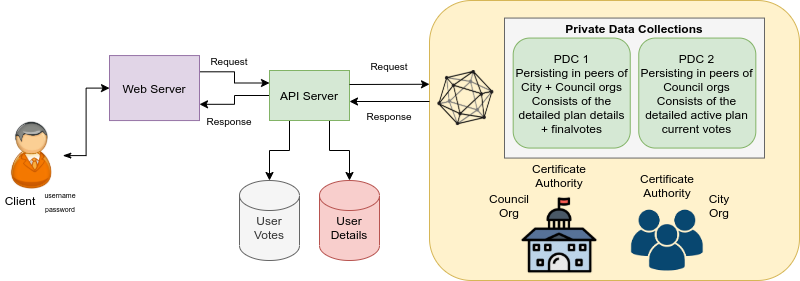 Private Data Collections
PDC 1
Persisting in peers of
City + Council orgs
Consists of the
detailed plan details
+ finalvotes
PDC 2
Persisting in peers of
Council orgs
Consists of the
detailed active plan
current votes
Request
Response
Web Server
API Server
Request
Response
Client
username
password
User
Votes
User
Details
Certificate
Authority
Council
Org
Certificate
Authority
City
Org